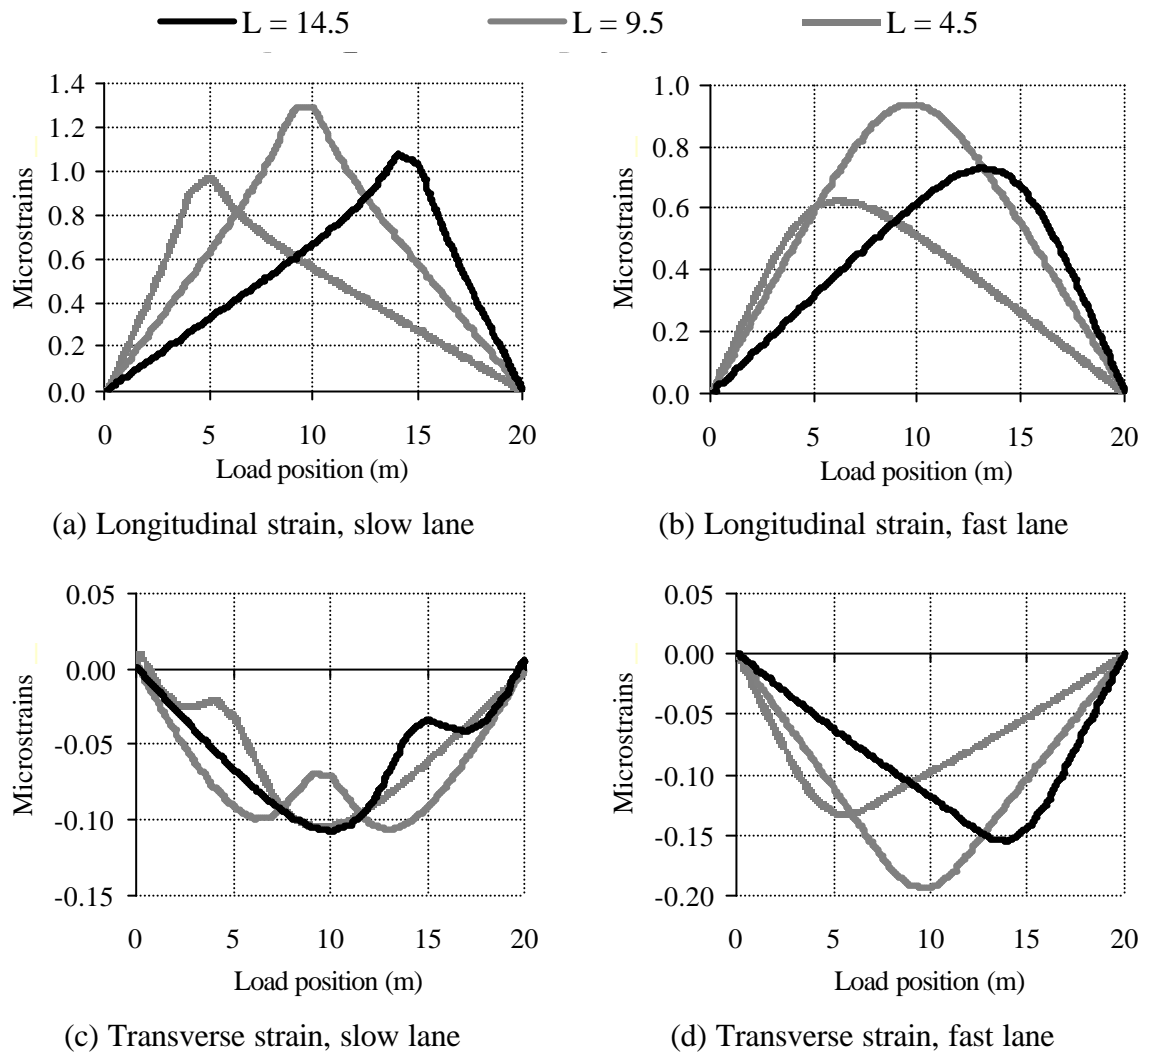 L = 14.5 L = 9.5 L = 4.5
1.4
1.2
1.0
0.8
0.6
0.4
0.2
0.0
Microstrains
0 5 10 15 20
Load position (m)
(a) Longitudinal strain, slow lane
1.0
0.8
0.6
0.4
0.2
0.0
Microstrains
0 5 10 15 20
Load position (m)
(b) Longitudinal strain, fast lane
0.05
0.00
-0.05
-0.10
-0.15
Microstrains
0 5 10 15 20
Load position (m)
(c) Transverse strain, slow lane
0.05
0.00
-0.05
-0.10
-0.15
-0.20
Microstrains
0 5 10 15 20
Load position (m)
(d) Transverse strain, fast lane